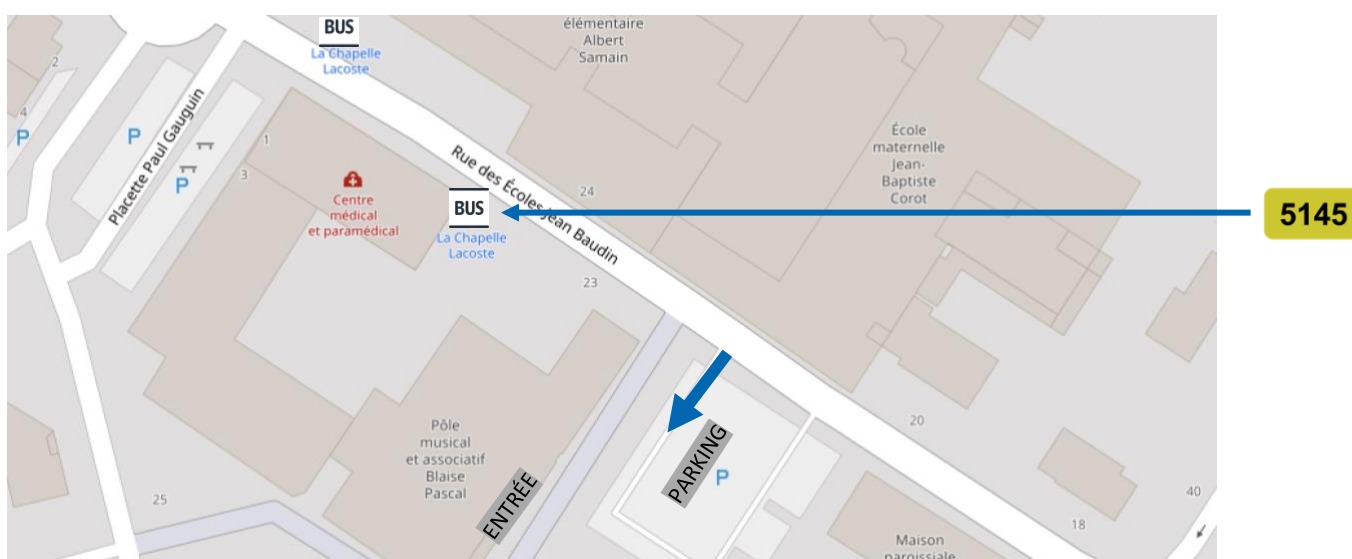 BUS
La Chapelle
Lacoste
élémentaire
Albert
Samain
2
4
P
P
Placette Paul Gauguin
P
1
3
Centre
médical
et paramédical
BUS
La Chapelle
Lacoste
Rue des Écoles Jean Baudin
24
École
maternelle
Jean-
Baptiste
Corot
5145
23
Pôle
musical
et associatif
Blaise
Pascal
ENTRÉE
PARKING
P
20
25
40
18
Maison
paroissiale